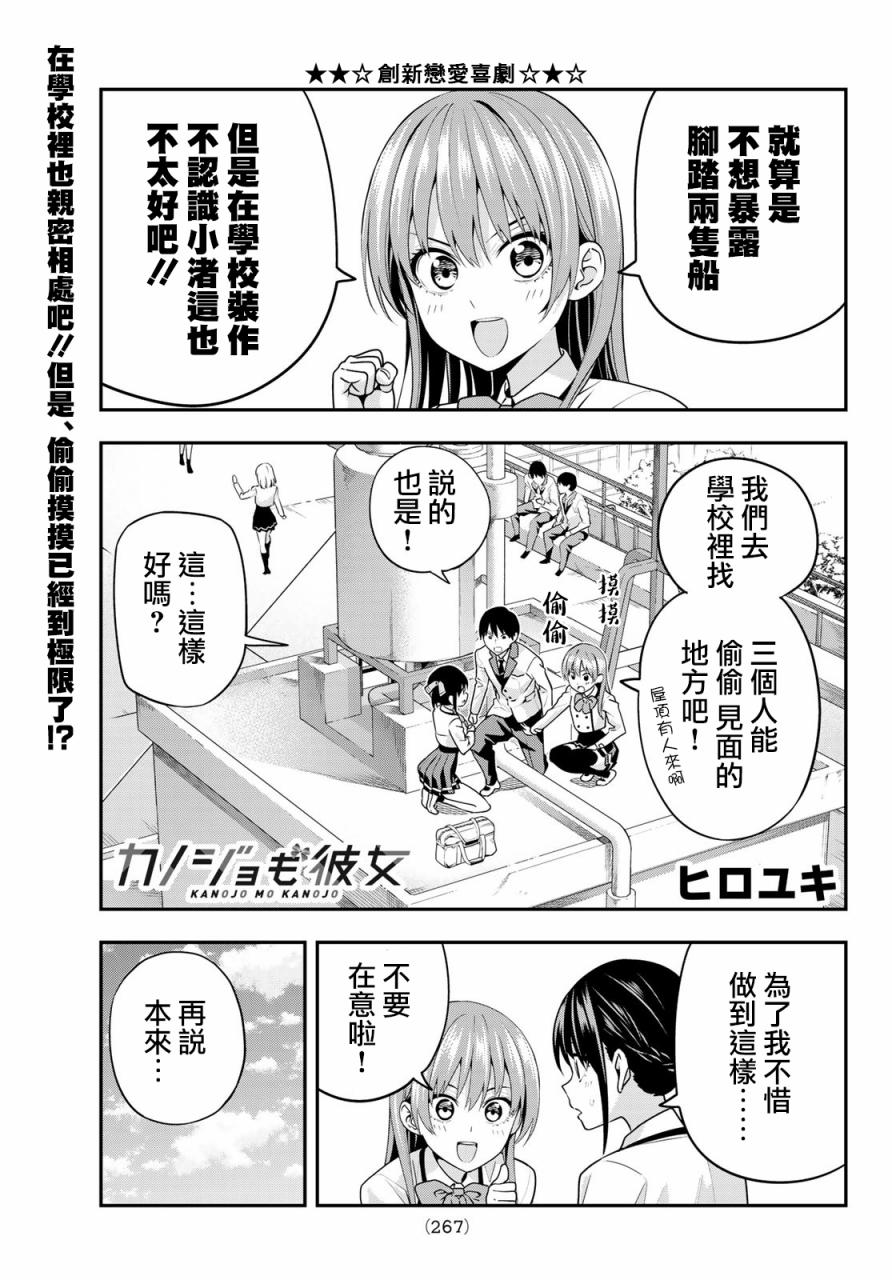 ★★☆創新戀愛喜劇☆★☆
在學校裡也親密相處吧!!但是、偷偷摸摸已經到極限了!?
就算是
不想暴露
腳踏兩隻船
但是在學校裝作
不認識小渚這也
不太好吧!!
我們去
學校裡找
三個人能
偷偷見面的
地方吧!
屋頂有人來啊
摸摸
偷偷
説的
也是!
這…這樣
好嗎?
カノジョも彼女
KANOJO MO KANOJO
ヒロユキ
為了我不惜
做到這樣………
不要
在意啦!
再說
本來…
(267)